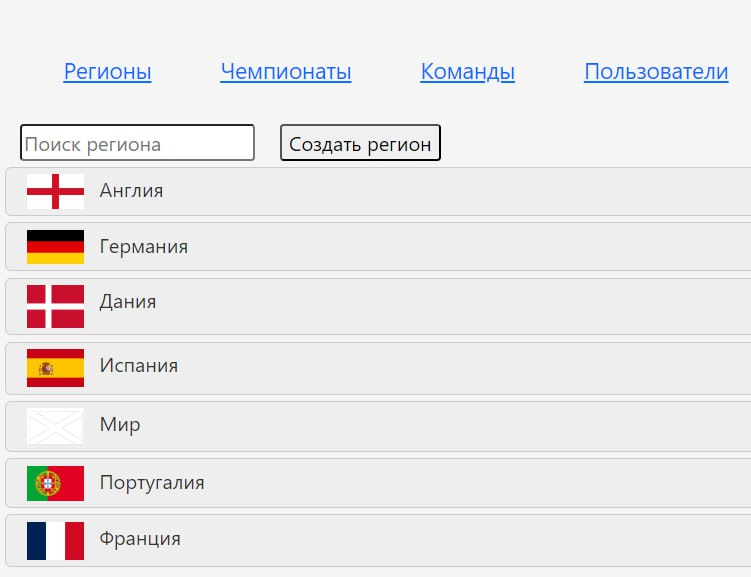 Регионы Чемпионаты Команды Пользователи
Поиск региона Создать регион
Англия
Германия
Дания
Испания
Мир
Португалия
Франция